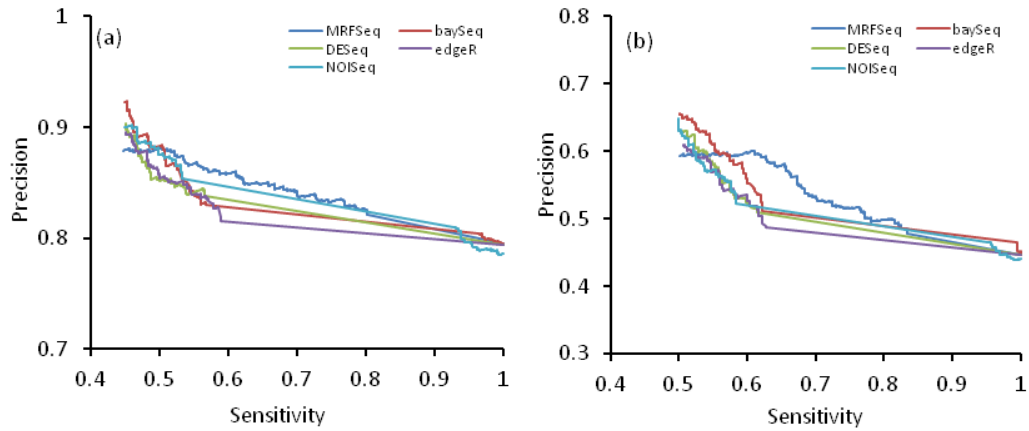 (a)
MRFSeq baySeq
DESeq edgeR
NOISeq
1
0.9
0.8
0.7
Precision
0.4 0.5 0.6 0.7 0.8 0.9 1
Sensitivity
(b)
MRFSeq baySeq
DESeq edgeR
NOISeq
0.8
0.7
0.6
0.5
0.4
0.3
Precision
0.4 0.5 0.6 0.7 0.8 0.9 1
Sensitivity